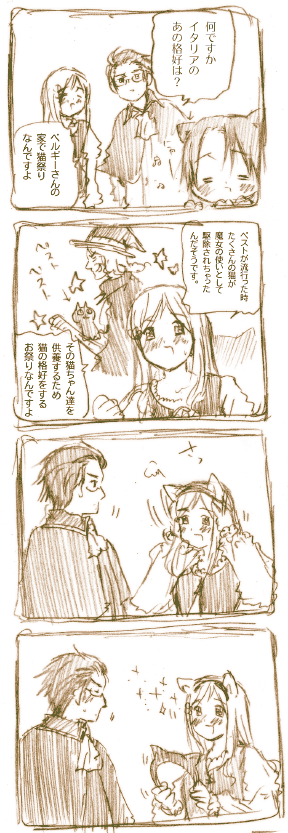 何ですか
イタリアの
あの格好は？
ベルギーさんの
家で猫祭り
なんですよ
にゃ
ペストが流行った時
たくさんの猫が
魔女の使いとして
駆除されちゃった
んだそうです。
ペスト
ペスト
その猫ちゃん達を
供養するため
猫の格好をする
お祭りなんですよ
さっ